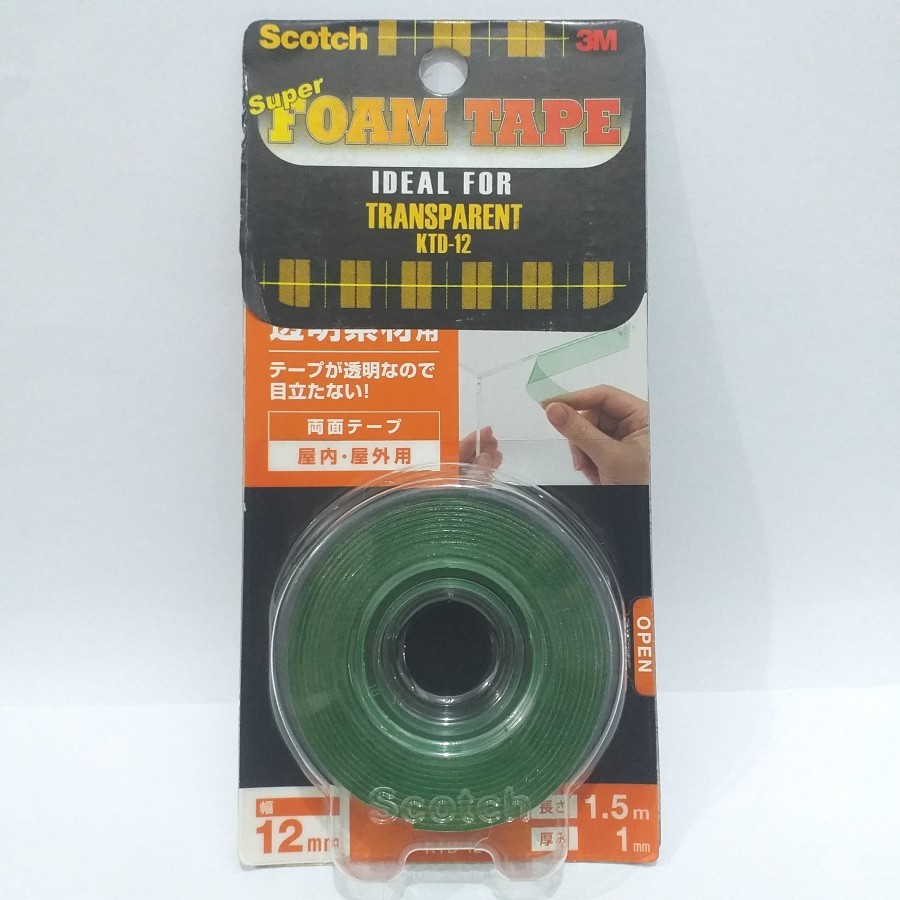 Scotch 3M
Super
FOAM TAPE
IDEAL FOR
TRANSPARENT
KTD-12
透明素材用
テープが透明なので
目立たない!
両面テープ
屋内・屋外用
OPEN
Scotch
幅
12mm
長さ 1.5m
厚み 1mm
KTD-12